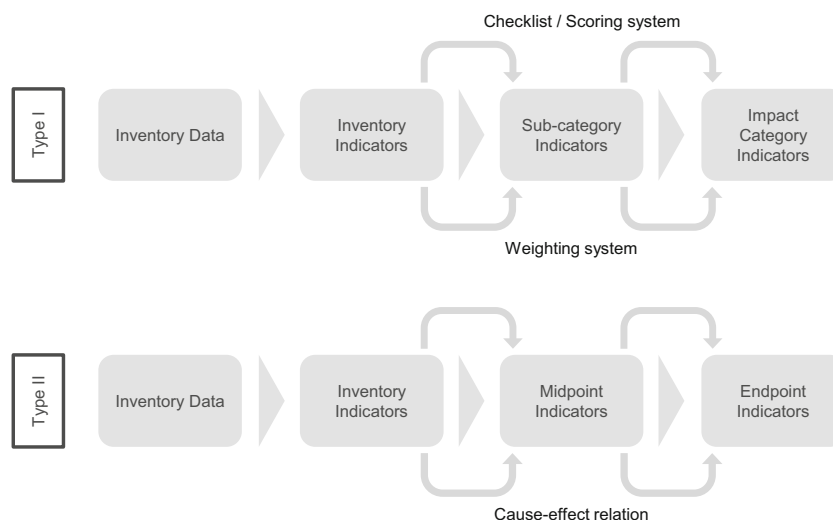 Checklist / Scoring system
Type I
Inventory Data
Inventory
Indicators
Sub-category
Indicators
Impact
Category
Indicators
Weighting system
Type II
Inventory Data
Inventory
Indicators
Midpoint
Indicators
Endpoint
Indicators
Cause-effect relation